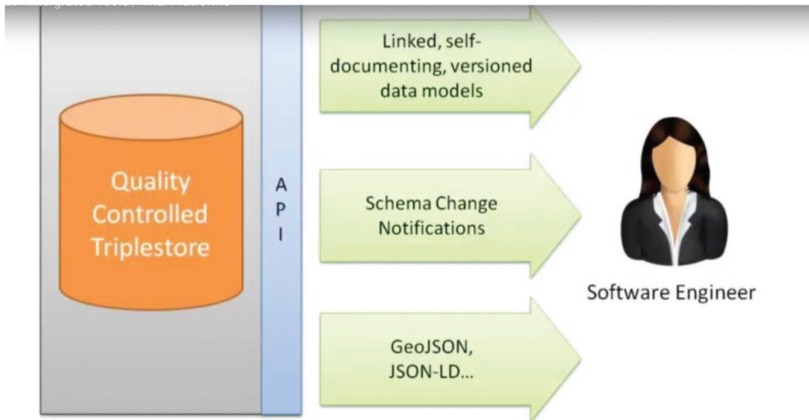 Linked, self-
documenting, versioned
data models
Quality
Controlled
Triplestore
A
P
I
Schema Change
Notifications
Software Engineer
GeoJSON,
JSON-LD...